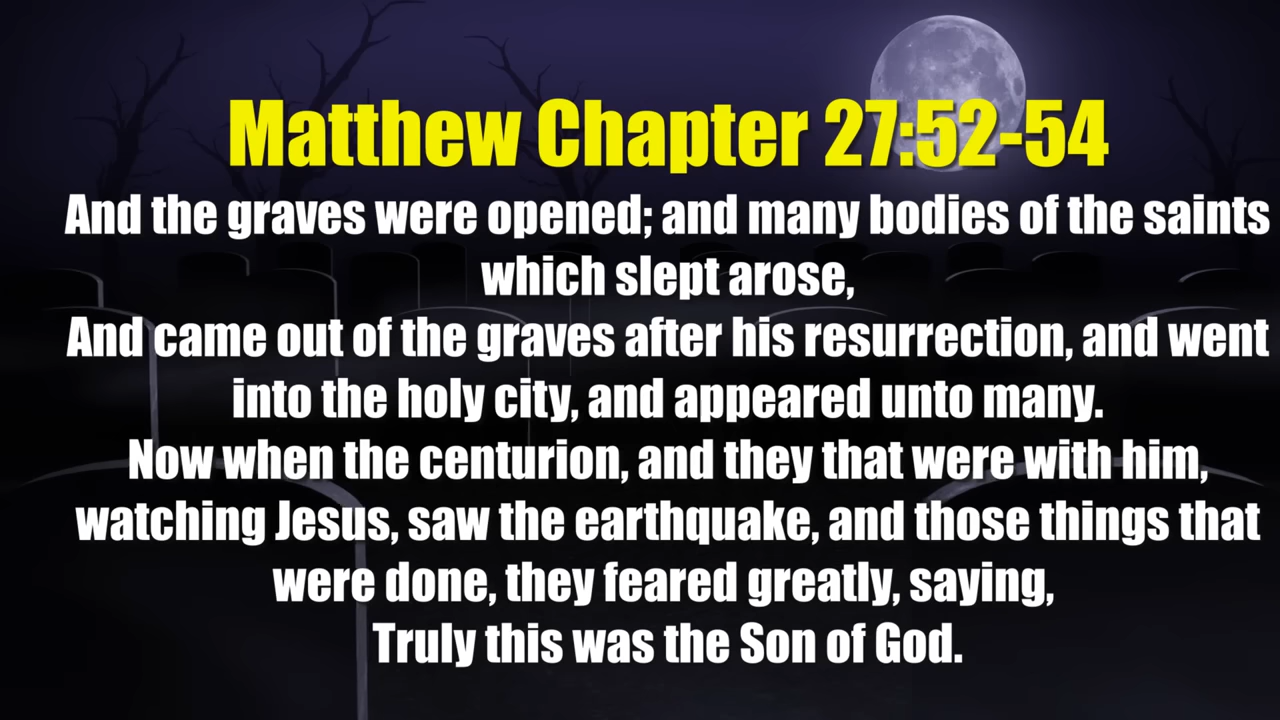 Matthew Chapter 27:52-54
And the graves were opened; and many bodies of the saints
which slept arose,
And came out of the graves after his resurrection, and went
into the holy city, and appeared unto many.
Now when the centurion, and they that were with him,
watching Jesus, saw the earthquake, and those things that
were done, they feared greatly, saying,
Truly this was the Son of God.